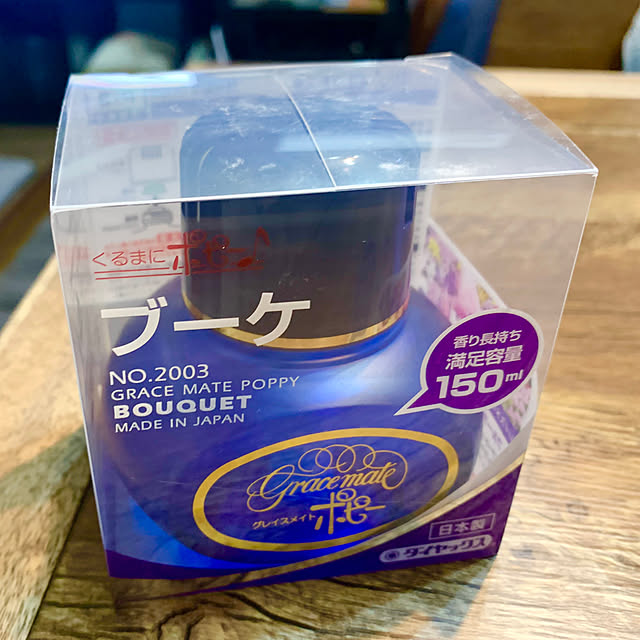 くるまにポピー♪
ブーケ
NO.2003
GRACE MATE POPPY
BOUQUET
MADE IN JAPAN
香り長持ち
満足容量
150ml
Gracemate
グレイスメイト ポピー
日本製
ダイヤックス